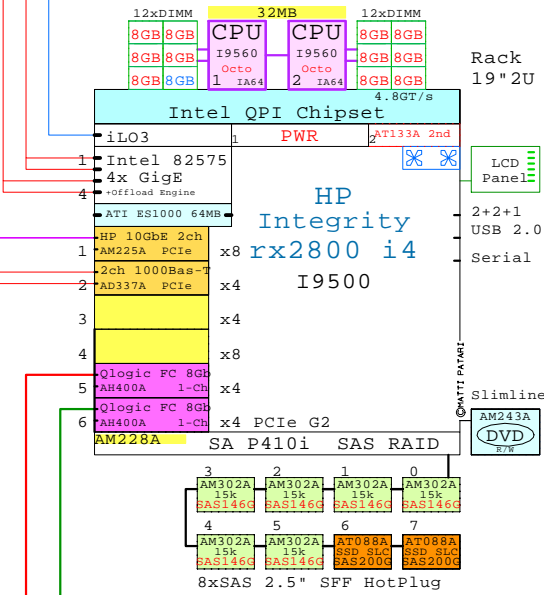 12xDIMM 32MB 12xDIMM
8GB 8GB CPU CPU 8GB 8GB
8GB 8GB I9560 I9560 8GB 8GB
Octo Octo
8GB 8GB 1 IA64 2 IA64 8GB 8GB
Rack
19"2U
4.8GT/s
Intel QPI Chipset
iLO3 1 PWR 2 AT133A 2nd
1 Intel 82575
4x GigE
4 +Offload Engine
ATI ES1000 64MB
LCD
Panel
HP
Integrity
rx2800 i4
I9500
2+2+1
USB 2.0
Serial
HP 10GbE 2ch
1 AM225A PCIe x8
2ch 1000Bas-T
2 AD337A PCIe x4
3 x4
4 x8
Qlogic FC 8Gb
5 AH400A 1-Ch x4
Qlogic FC 8Gb
6 AH400A 1-Ch x4 PCIe G2
AM228A SA P410i SAS RAID
©MATTI PATARI
Slimline
AM243A
DVD
R/W
3 2 1 0
AM302A AM302A AM302A AM302A
15k 15k 15k 15k
SAS146G SAS146G SAS146G SAS146G
4 5 6 7
AM302A AM302A AT088A AT088A
15k 15k SSD SLC SSD SLC
SAS146G SAS146G SAS200G SAS200G
8xSAS 2.5" SFF HotPlug